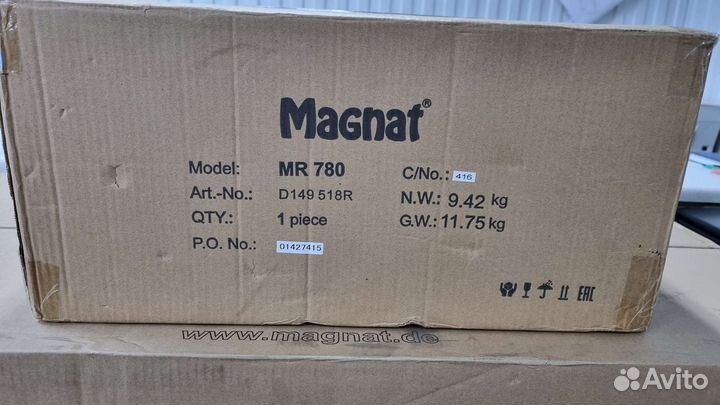 Magnat®
Model: MR 780 C/No.: 416
Art.-No.: D149 518R N.W.: 9.42 kg
QTY.: 1 piece G.W.: 11.75 kg
P.O. No.: 01427415
EAC
www.magnat.de
Avito